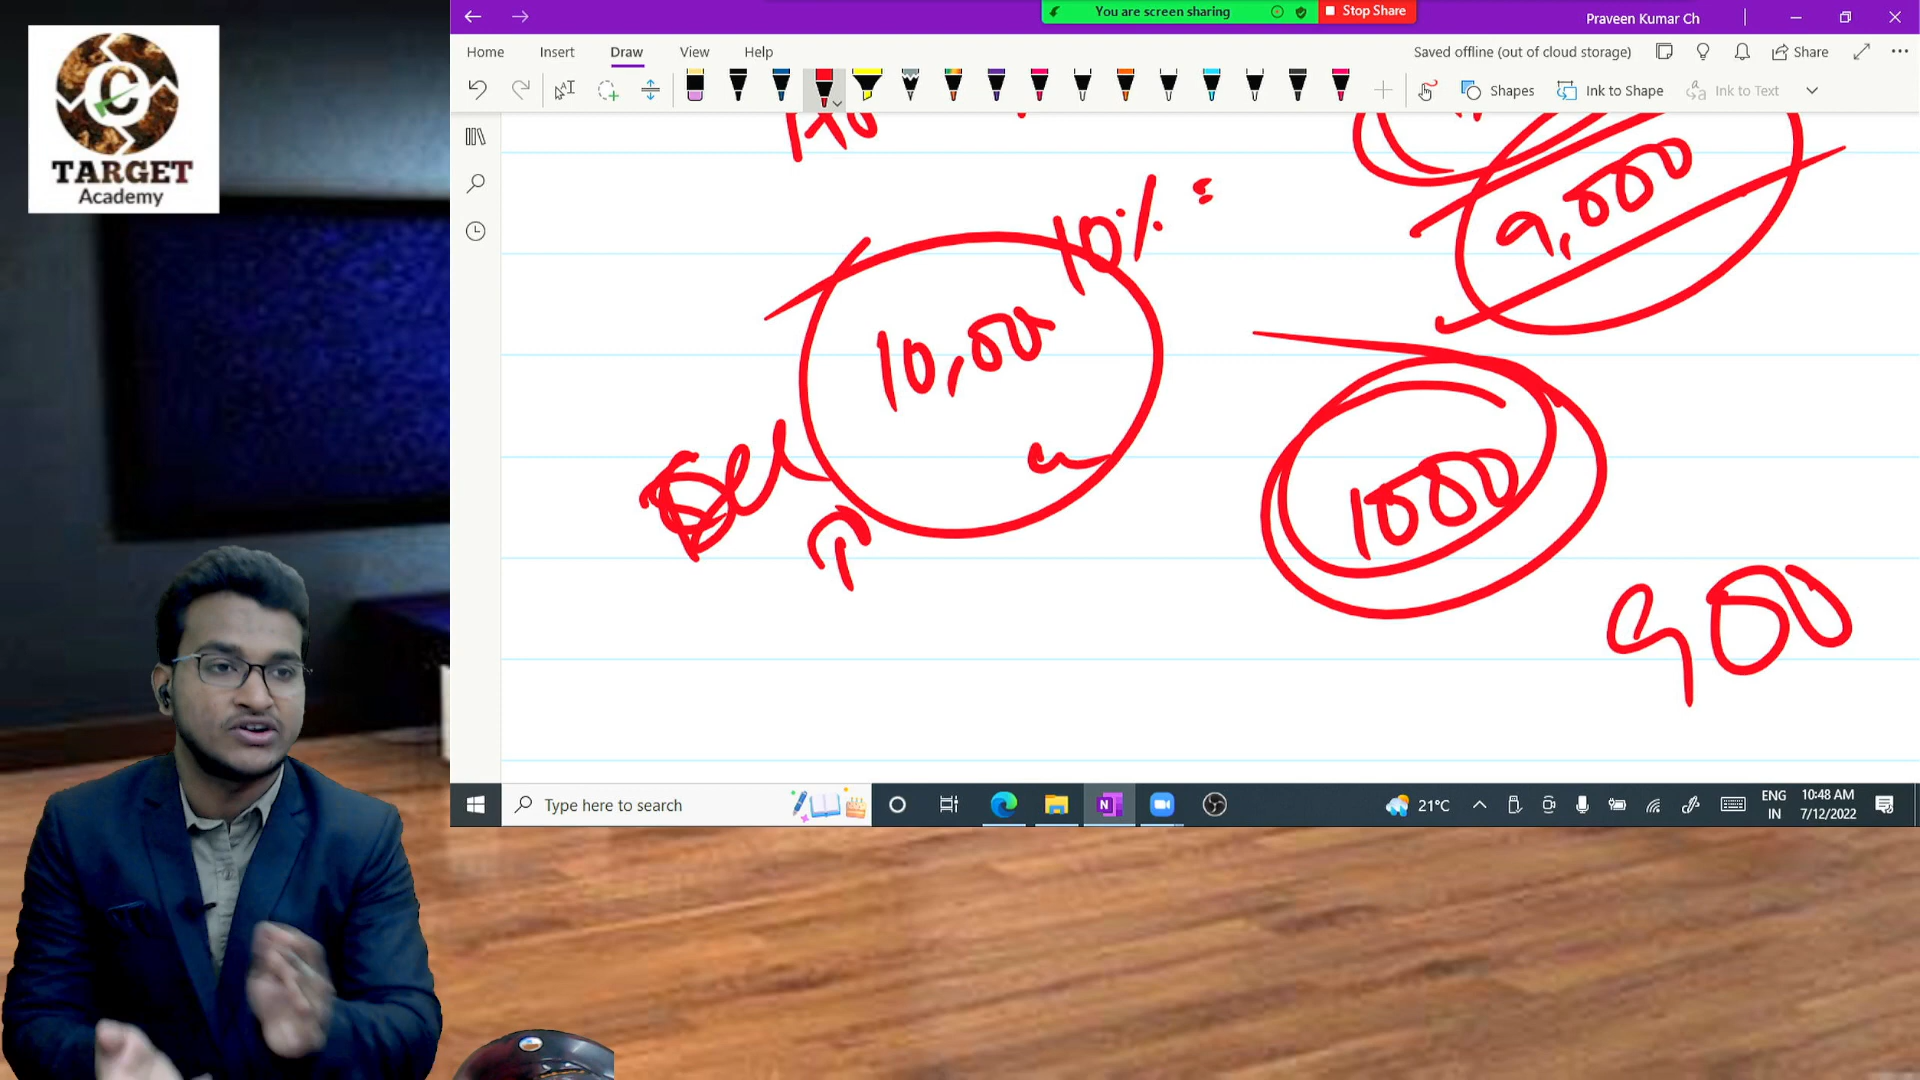 TARGET
Academy
You are screen sharing
Stop Share
Praveen Kumar Ch
Home Insert Draw View Help
Saved offline (out of cloud storage)
Share
Shapes
Ink to Shape
Ink to Text
10% =
9,000
10,00
1000
900
Type here to search
21°C
ENG
IN
10:48 AM
7/12/2022